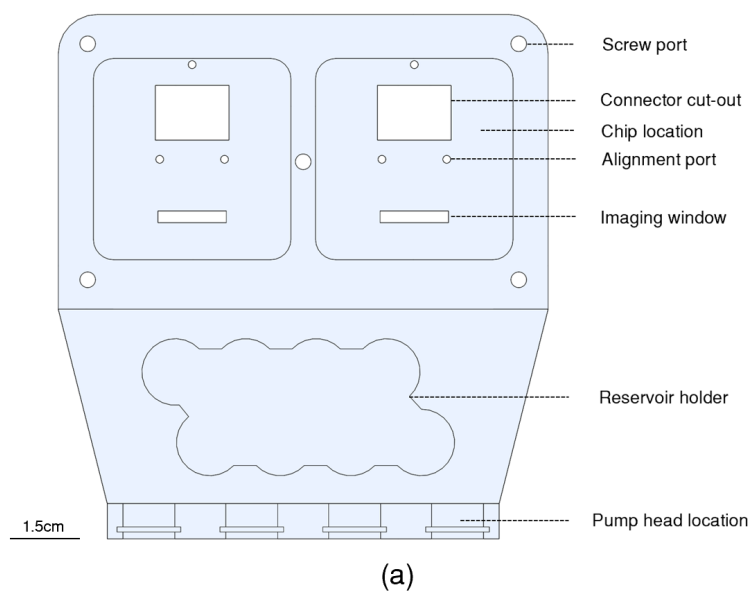 Screw port
Connector cut-out
Chip location
Alignment port
Imaging window
Reservoir holder
Pump head location
1.5cm
(a)